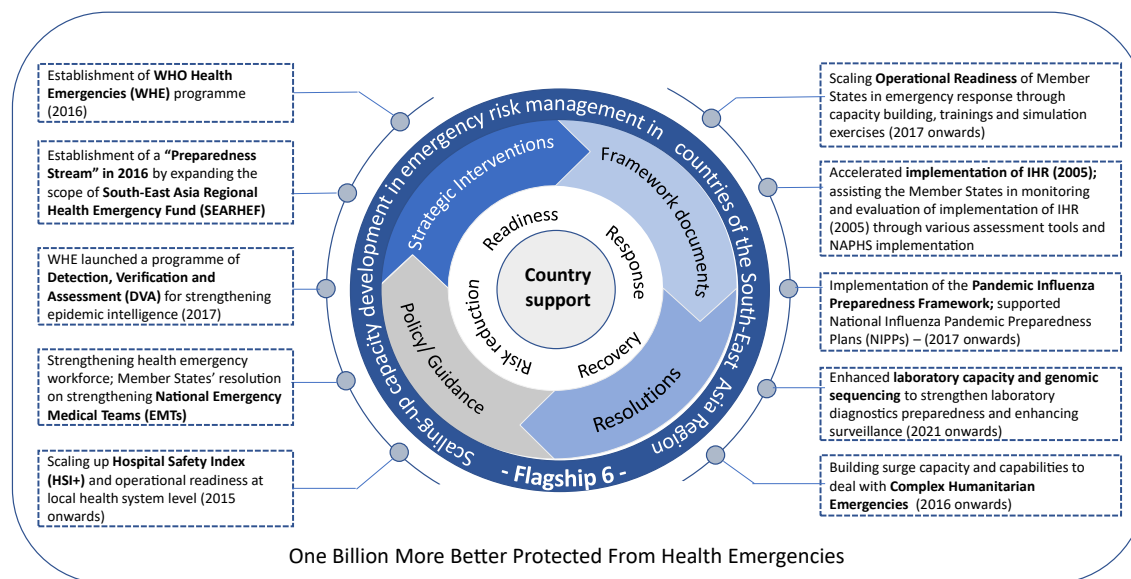 Establishment of WHO Health
Emergencies (WHE) programme
(2016)
Establishment of a “Preparedness
Stream” in 2016 by expanding the
scope of South-East Asia Regional
Health Emergency Fund (SEARHEF)
WHE launched a programme of
Detection, Verification and
Assessment (DVA) for strengthening
epidemic intelligence (2017)
Strengthening health emergency
workforce; Member States’ resolution
on strengthening National Emergency
Medical Teams (EMTs)
Scaling up Hospital Safety Index
(HSI+) and operational readiness at
local health system level (2015
onwards)
Scaling-up capacity development in emergency risk management in countries of the South-East Asia Region
- Flagship 6 -
Strategic Interventions
Framework documents
Resolutions
Policy/ Guidance
Readiness
Response
Recovery
Risk reduction
Country
support
Scaling Operational Readiness of Member
States in emergency response through
capacity building, trainings and simulation
exercises (2017 onwards)
Accelerated implementation of IHR (2005);
assisting the Member States in monitoring
and evaluation of implementation of IHR
(2005) through various assessment tools and
NAPHS implementation
Implementation of the Pandemic Influenza
Preparedness Framework; supported
National Influenza Pandemic Preparedness
Plans (NIPPs) – (2017 onwards)
Enhanced laboratory capacity and genomic
sequencing to strengthen laboratory
diagnostics preparedness and enhancing
surveillance (2021 onwards)
Building surge capacity and capabilities to
deal with Complex Humanitarian
Emergencies (2016 onwards)
One Billion More Better Protected From Health Emergencies